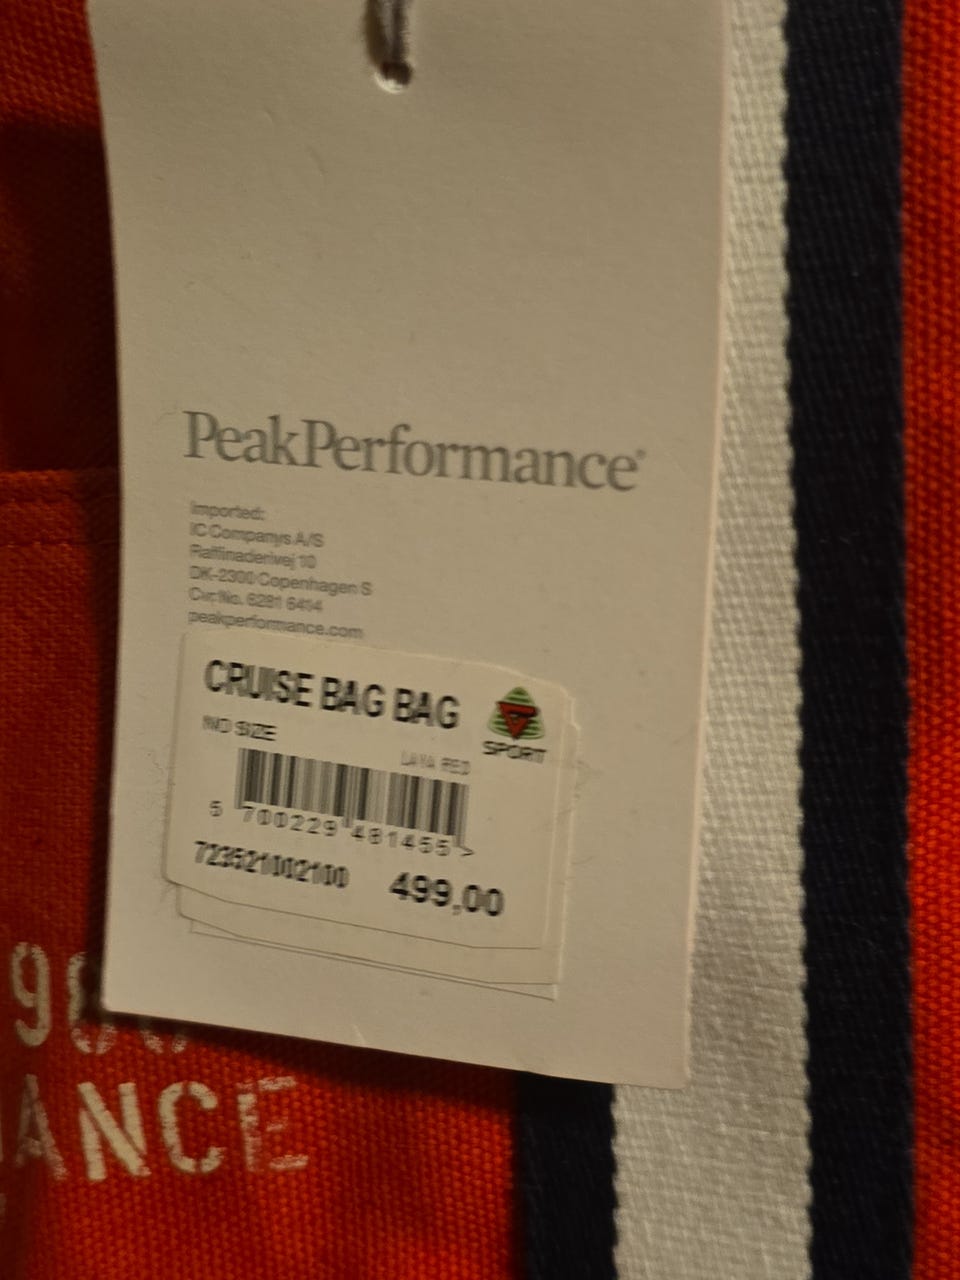 PeakPerformance®
Imported:
IC Companys A/S
Raffinaderivej 10
DK-2300 Copenhagen S
Cvr. No. 6281 6414
peakperformance.com
CRUISE BAG BAG
SPORT
NO SIZE
LAVA RED
5 700229 481455 >
723521002100 499,00
ANCE